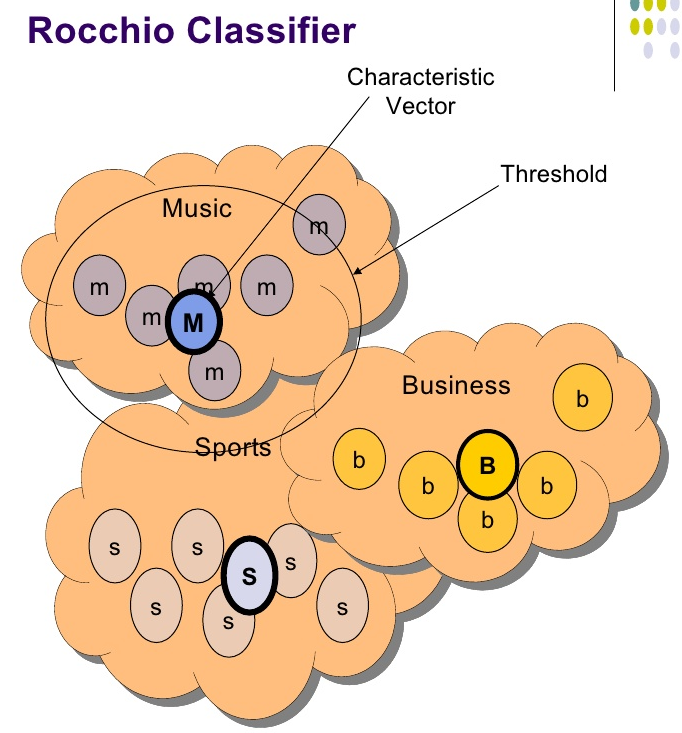 Rocchio Classifier
Characteristic
Vector
Threshold
Music
m
m
m
m
m
M
m
Business
b
Sports
b
b
B
b
b
s
s
s
S
s
s
s